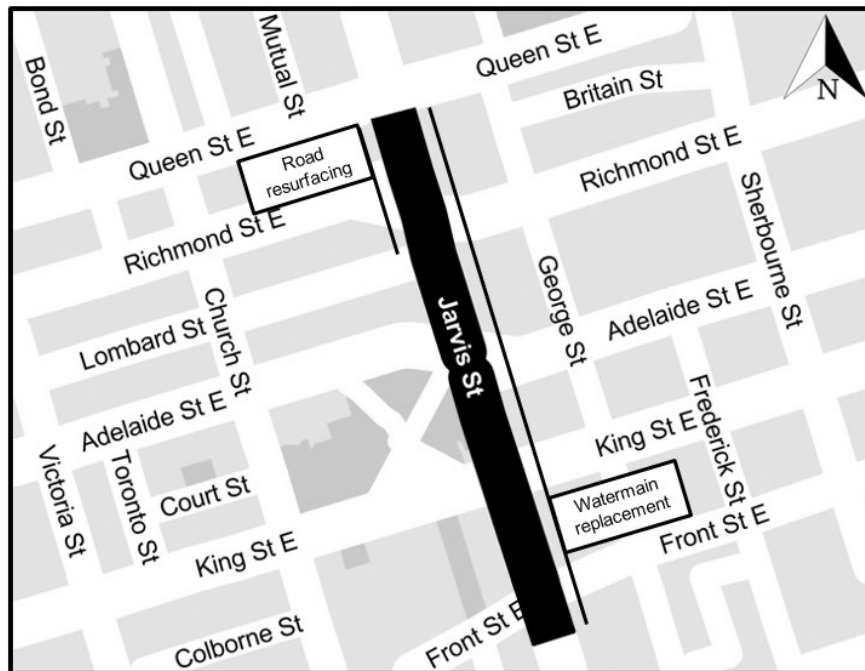 Queen St E
Bond St
Mutual St
Britain St
N
Queen St E
Road
resurfacing
Richmond St E
Sherbourne St
Richmond St E
George St
Church St
Jarvis St
Adelaide St E
Lombard St
Adelaide St E
Frederick St
King St E
Victoria St
Toronto St
Court St
Watermain
replacement
King St E
Front St E
Colborne St
Front St E